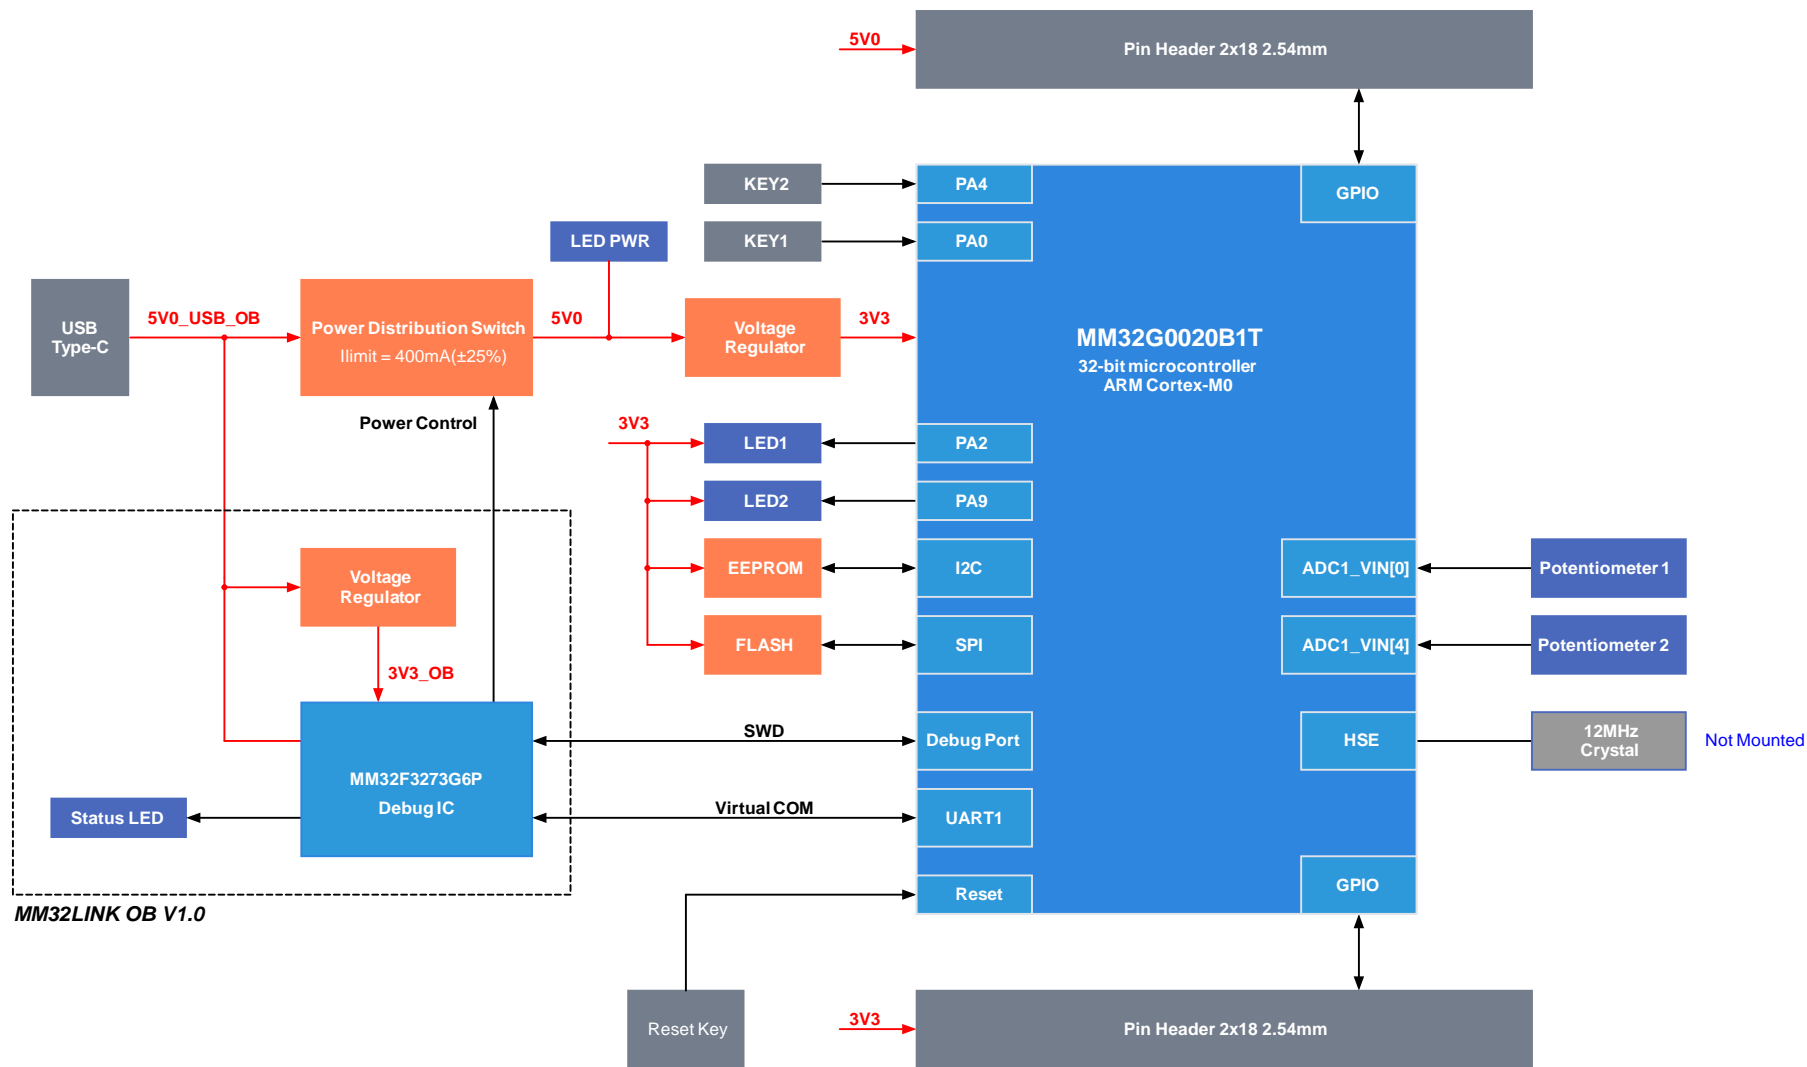 5V0
Pin Header 2x18 2.54mm
KEY2
PA4
GPIO
LED PWR
KEY1
PA0
USB
Type-C
5V0_USB_OB
Power Distribution Switch
Ilimit = 400mA(±25%)
5V0
Voltage
Regulator
3V3
MM32G0020B1T
32-bit microcontroller
ARM Cortex-M0
Power Control
3V3
LED1
PA2
LED2
PA9
Voltage
Regulator
EEPROM
I2C
ADC1_VIN[0]
Potentiometer 1
FLASH
SPI
ADC1_VIN[4]
Potentiometer 2
3V3_OB
SWD
Debug Port
HSE
12MHz
Crystal
Not Mounted
MM32F3273G6P
Debug IC
Status LED
Virtual COM
UART1
Reset
GPIO
MM32LINK OB V1.0
Reset Key
3V3
Pin Header 2x18 2.54mm